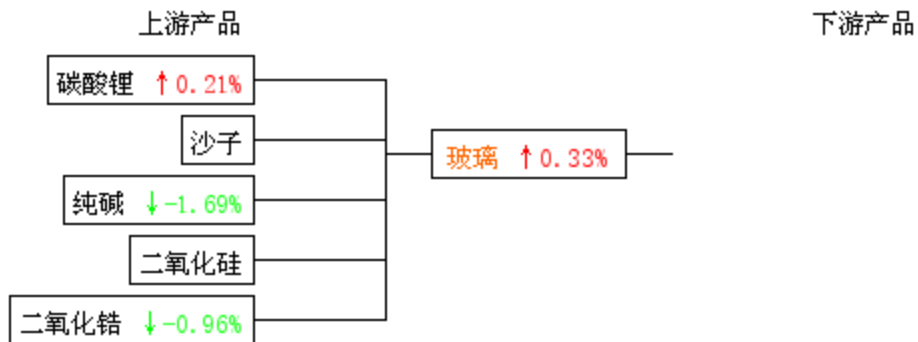 上游产品
下游产品
碳酸锂 ↑0.21%
沙子
玻璃 ↑0.33%
纯碱 ↓-1.69%
二氧化硅
二氧化锆 ↓-0.96%